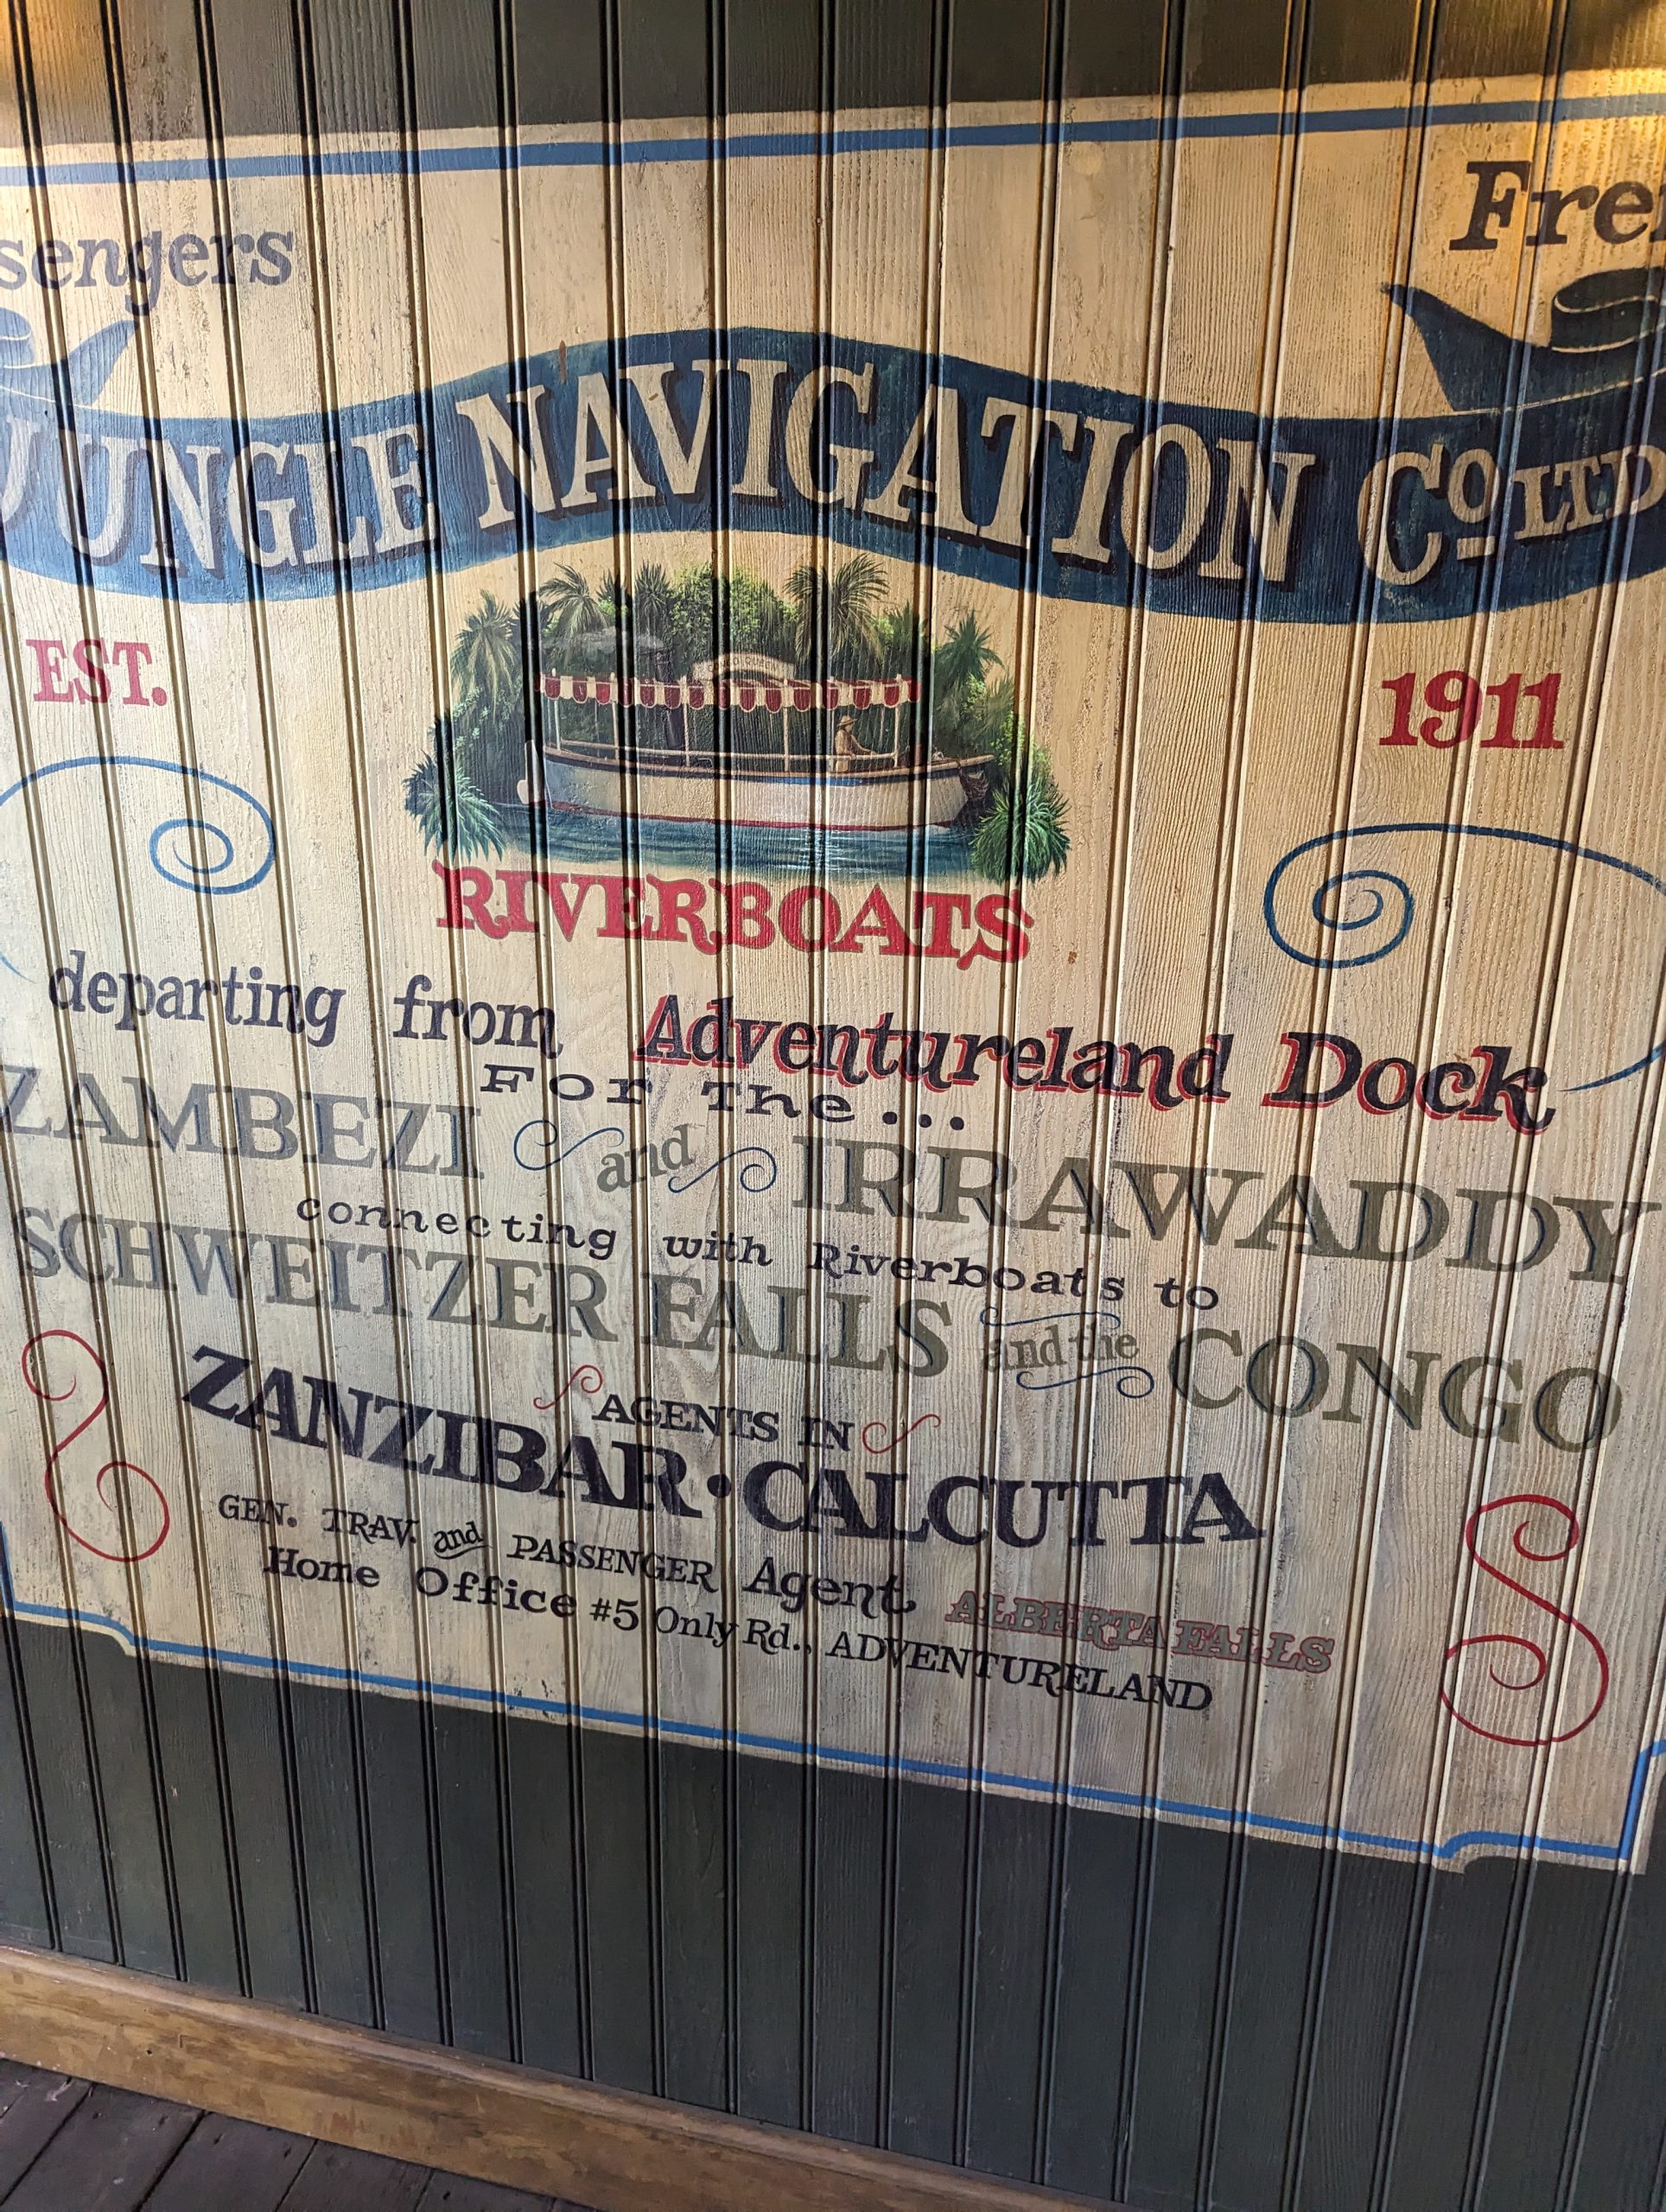 sengers Fre
JUNGLE NAVIGATION Co LTD
EST. 1911
RIVERBOATS
departing from Adventureland Dock
For The...
ZAMBEZI and IRRAWADDY
connecting with Riverboats to
SCHWEITZER FALLS and the CONGO
AGENTS IN
ZANZIBAR • CALCUTTA
GEN. TRAV. and PASSENGER Agent ALBERTA FALLS
Home Office #5 Only Rd., ADVENTURELAND